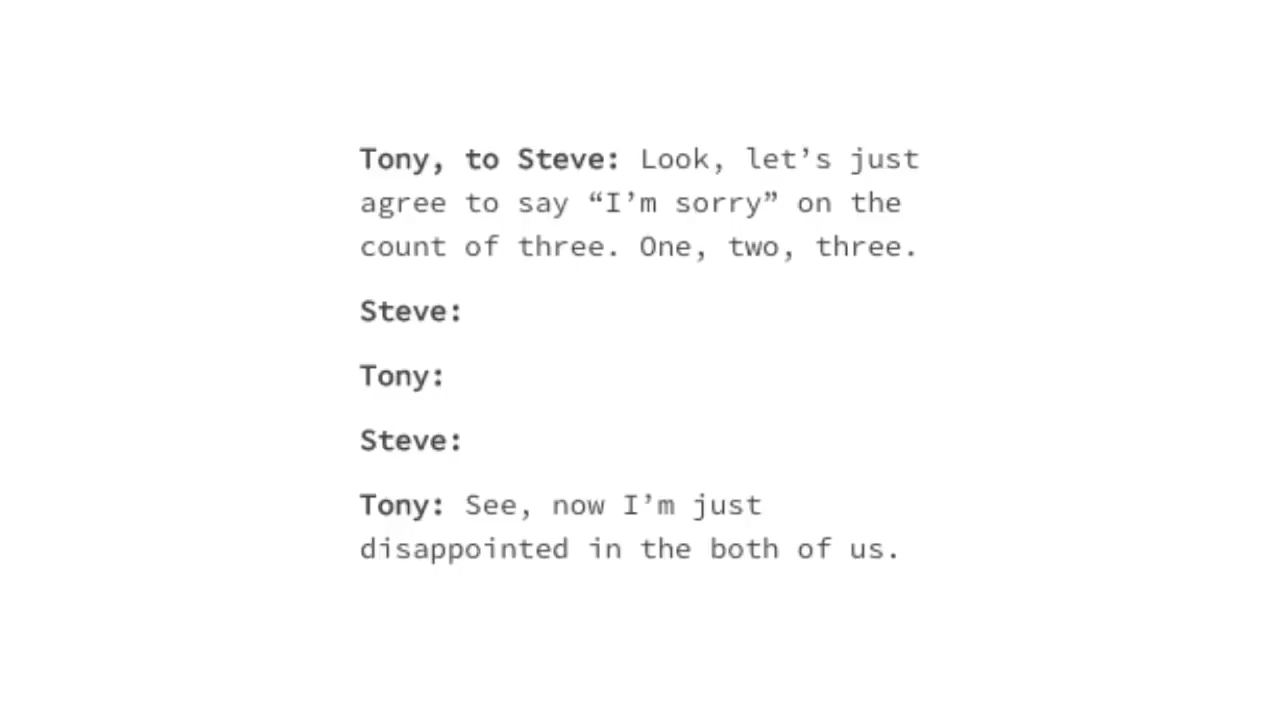 Tony, to Steve: Look, let’s just
agree to say “I’m sorry” on the
count of three. One, two, three.
Steve:
Tony:
Steve:
Tony: See, now I’m just
disappointed in the both of us.